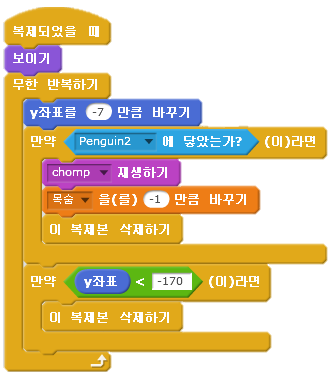 복제되었을 때
보이기
무한 반복하기
y좌표를 -7 만큼 바꾸기
만약 Penguin2 에 닿았는가? (이)라면
chomp 재생하기
목숨 을(를) -1 만큼 바꾸기
이 복제본 삭제하기
만약 y좌표 < -170 (이)라면
이 복제본 삭제하기